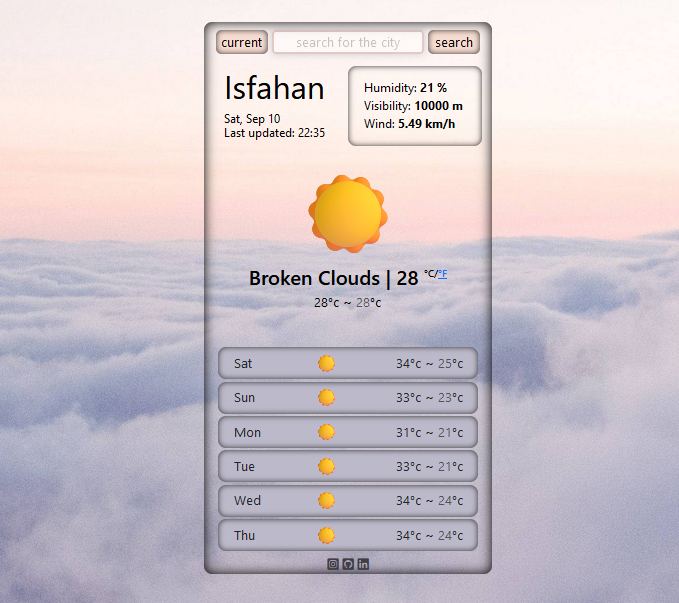 current search for the city search
Isfahan
Sat, Sep 10
Last updated: 22:35
Humidity: 21 %
Visibility: 10000 m
Wind: 5.49 km/h
Broken Clouds | 28 °C/°F
28°c ~ 28°c
Sat 34°c ~ 25°c
Sun 33°c ~ 23°c
Mon 31°c ~ 21°c
Tue 33°c ~ 21°c
Wed 34°c ~ 24°c
Thu 34°c ~ 24°c